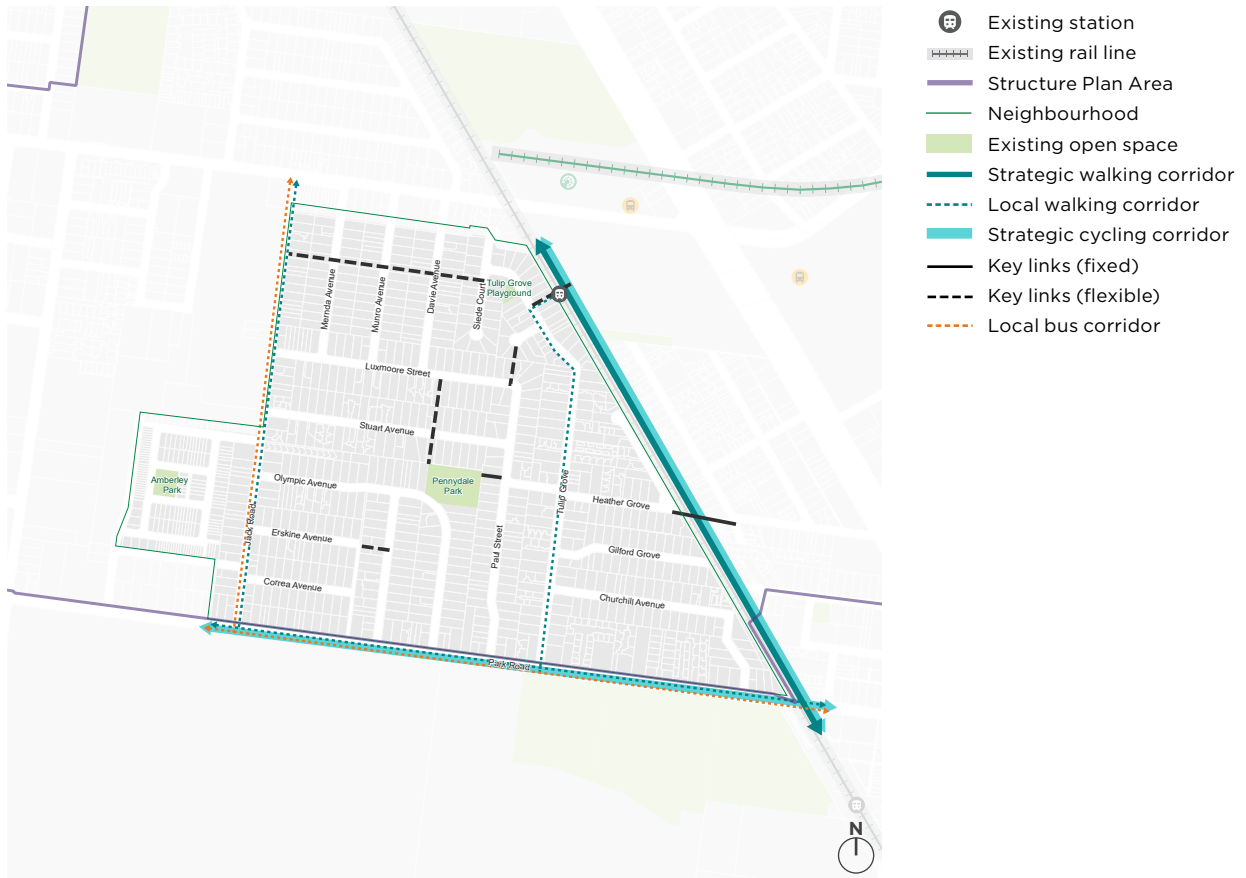 Existing station
Existing rail line
Structure Plan Area
Neighbourhood
Existing open space
Strategic walking corridor
Local walking corridor
Strategic cycling corridor
Key links (fixed)
Key links (flexible)
Local bus corridor
Tulip Grove
Playground
Mernda Avenue
Munro Avenue
Davie Avenue
Siede Court
Luxmoore Street
Stuart Avenue
Amberley
Park
Olympic Avenue
Pennydale
Park
Heather Grove
Tulip Grove
Jack Road
Erskine Avenue
Paul Street
Gilford Grove
Correa Avenue
Churchill Avenue
Park Road
N